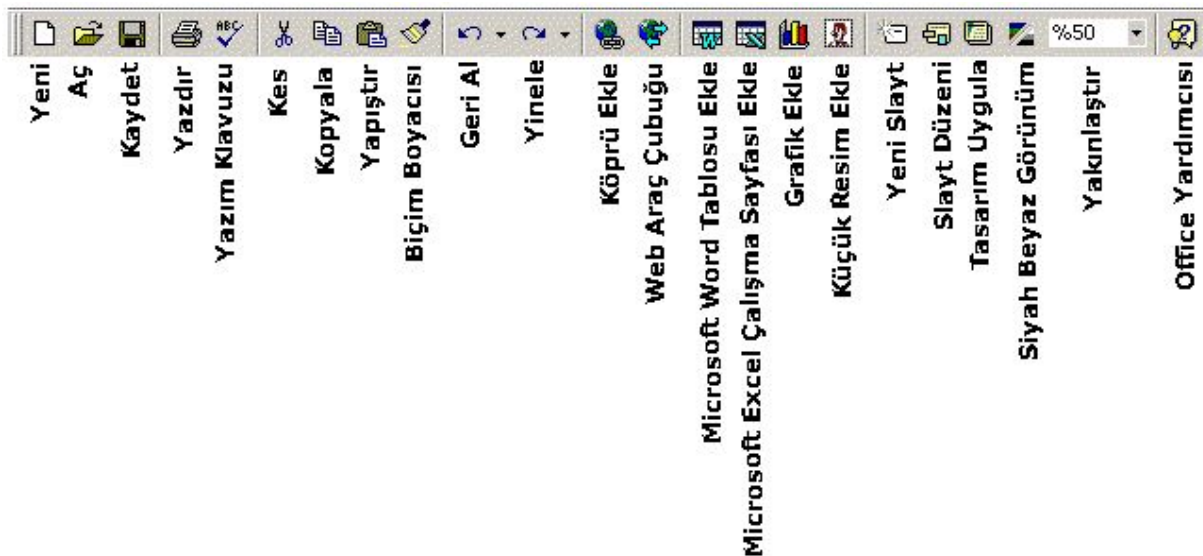 ABC
%50
Yeni
Aç
Kaydet
Yazdır
Yazım Klavuzu
Kes
Kopyala
Yapıştır
Biçim Boyacısı
Geri Al
Yinele
Köprü Ekle
Web Araç Çubuğu
Microsoft Word Tablosu Ekle
Microsoft Excel Çalışma Sayfası Ekle
Grafik Ekle
Küçük Resim Ekle
Yeni Slayt
Slayt Düzeni
Tasarım Uygula
Siyah Beyaz Görünüm
Yakınlaştır
Office Yardımcısı